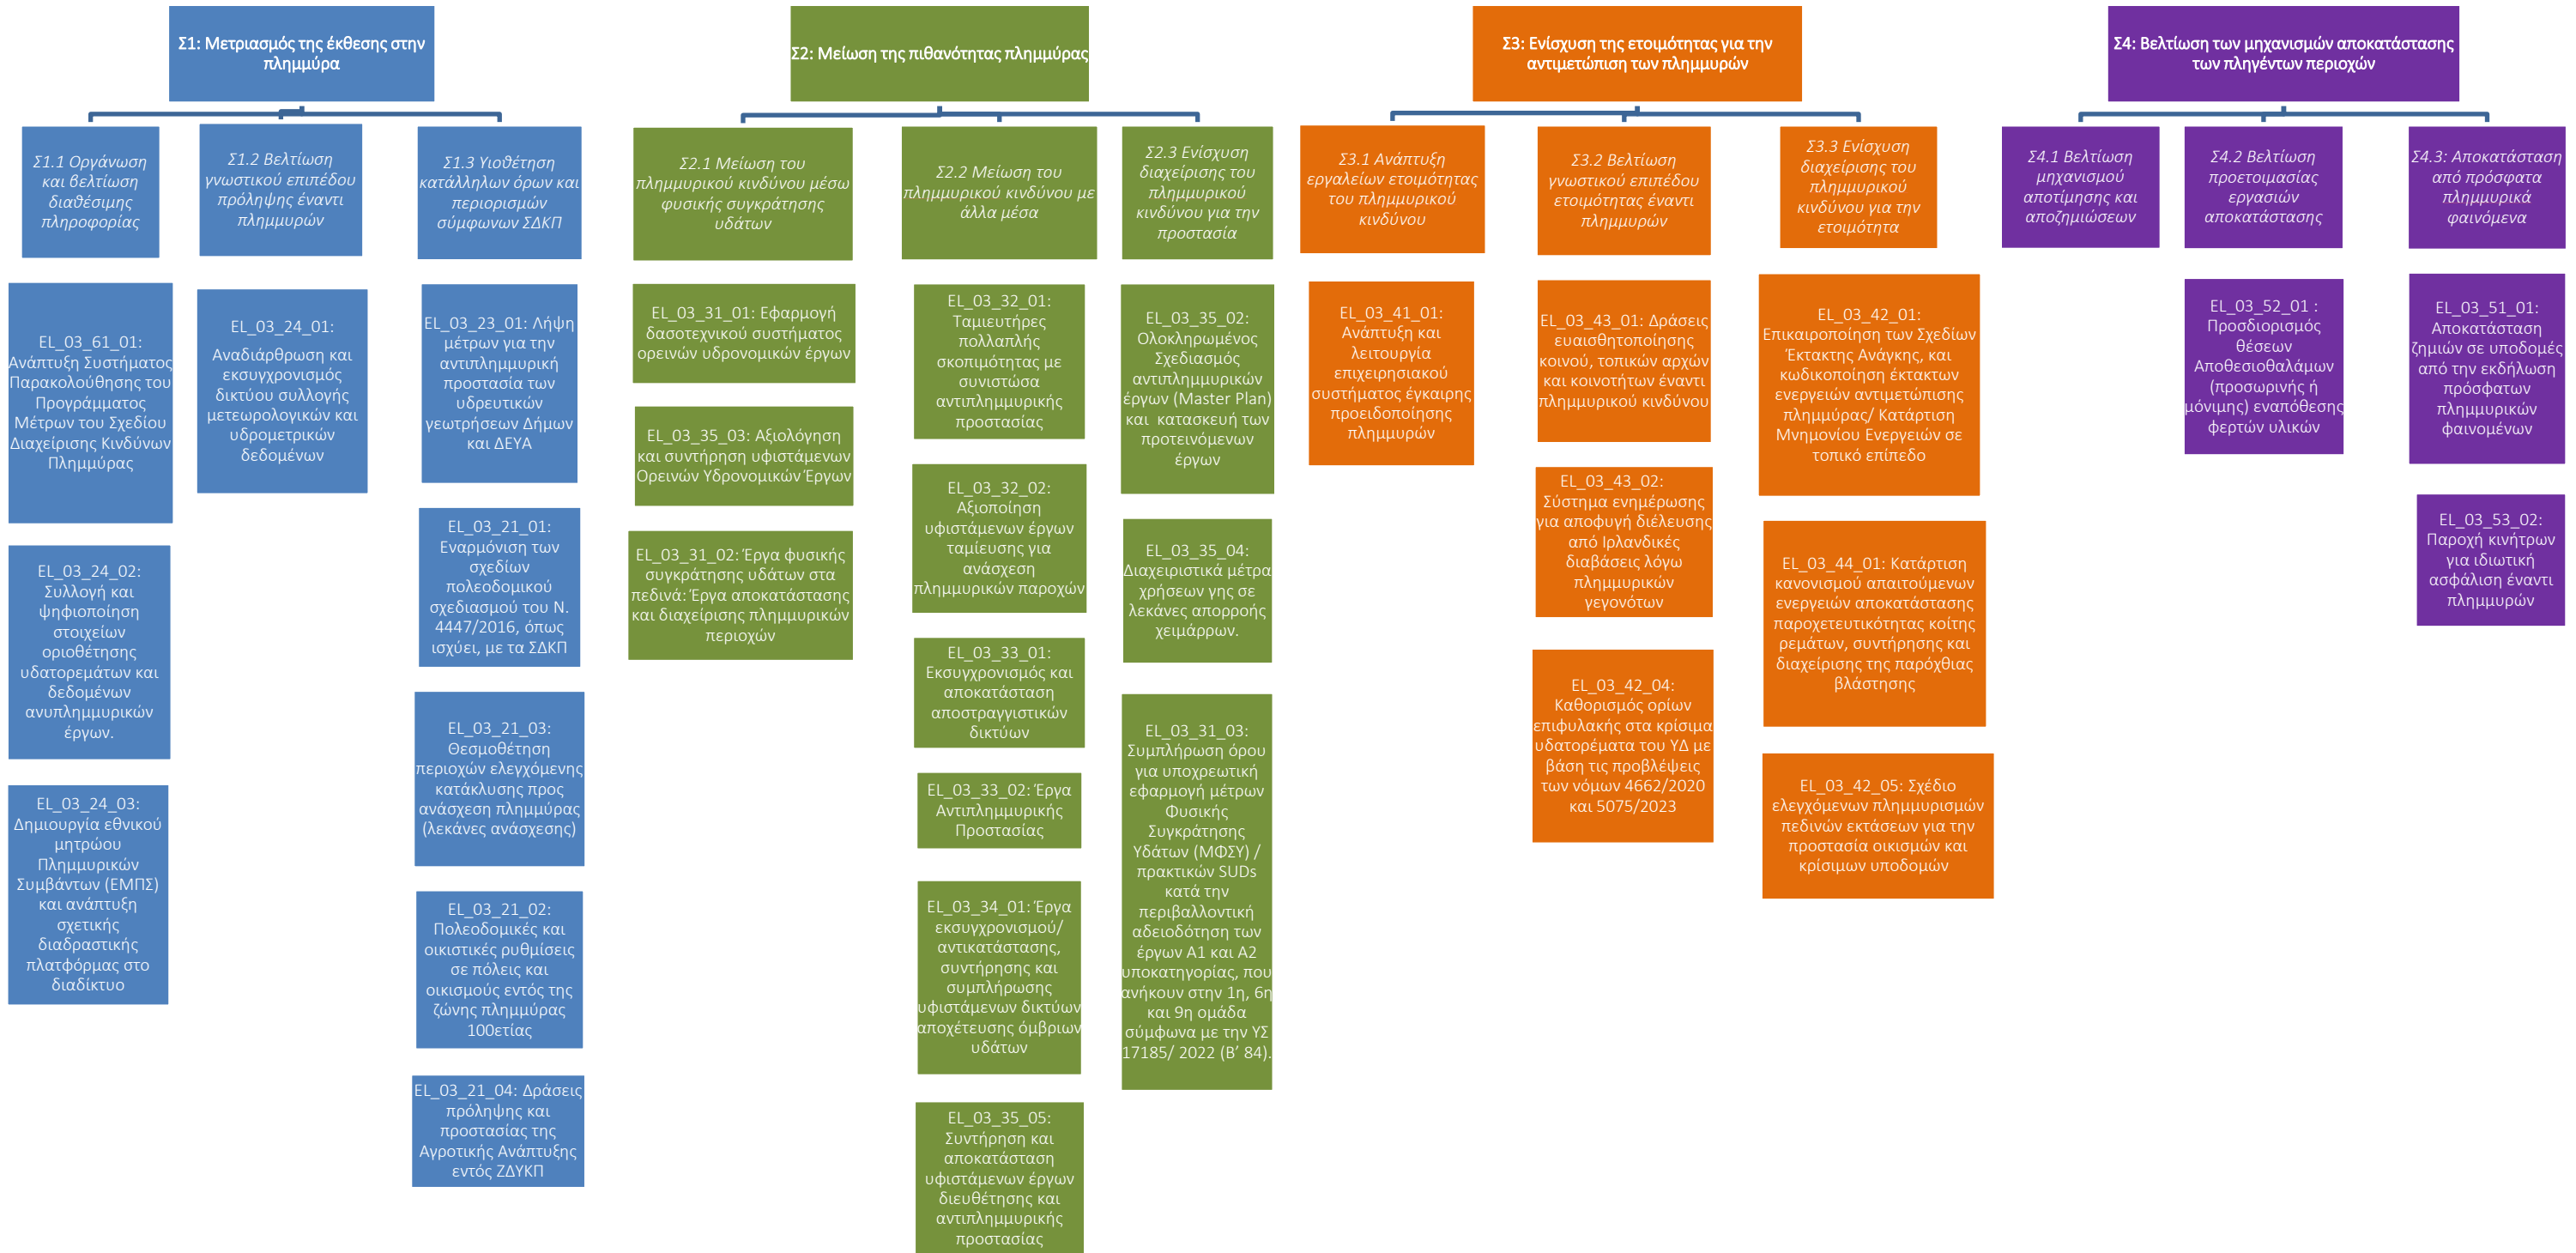 Σ1: Μετριασμός της έκθεσης στην
πλημμύρα
Σ1.1 Οργάνωση
και βελτίωση
διαθέσιμης
πληροφορίας
EL_03_61_01:
Ανάπτυξη Συστήματος
Παρακολούθησης του
Προγράμματος
Μέτρων του Σχεδίου
Διαχείρισης Κινδύνων
Πλημμύρας
EL_03_24_02:
Συλλογή και
ψηφιοποίηση
στοιχείων
οριοθέτησης
υδατορεμάτων και
δεδομένων
ανυπλημμυρικών
έργων.
EL_03_24_03:
Δημιουργία εθνικού
μητρώου
Πλημμυρικών
Συμβάντων (ΕΜΠΣ)
και ανάπτυξη
σχετικής
διαδραστικής
πλατφόρμας στο
διαδίκτυο
Σ1.2 Βελτίωση
γνωστικού επιπέδου
πρόληψης έναντι
πλημμυρών
EL_03_24_01:
Αναδιάρθρωση και
εκσυγχρονισμός
δικτύου συλλογής
μετεωρολογικών και
υδρομετρικών
δεδομένων
Σ1.3 Υιοθέτηση
κατάλληλων όρων και
περιορισμών
σύμφωνων ΣΔΚΠ
EL_03_23_01: Λήψη
μέτρων για την
αντιπλημμυρική
προστασία των
υδρευτικών
γεωτρήσεων Δήμων
και ΔΕΥΑ
EL_03_21_01:
Εναρμόνιση των
σχεδίων
πολεοδομικού
σχεδιασμού του Ν.
4447/2016, όπως
ισχύει, με τα ΣΔΚΠ
EL_03_21_03:
Θεσμοθέτηση
περιοχών ελεγχόμενης
κατάκλυσης προς
ανάσχεση πλημμύρας
(λεκάνες ανάσχεσης)
EL_03_21_02:
Πολεοδομικές και
οικιστικές ρυθμίσεις
σε πόλεις και
οικισμούς εντός της
ζώνης πλημμύρας
100ετίας
EL_03_21_04: Δράσεις
πρόληψης και
προστασίας της
Αγροτικής Ανάπτυξης
εντός ΖΔΥΚΠ
Σ2: Μείωση της πιθανότητας πλημμύρας
Σ2.1 Μείωση του
πλημμυρικού κινδύνου μέσω
φυσικής συγκράτησης
υδάτων
EL_03_31_01: Εφαρμογή
δασοτεχνικού συστήματος
ορεινών υδρονομικών έργων
EL_03_35_03: Αξιολόγηση
και συντήρηση υφιστάμενων
Ορεινών Υδρονομικών Έργων
EL_03_31_02: Έργα φυσικής
συγκράτησης υδάτων στα
πεδινά: Έργα αποκατάστασης
και διαχείρισης πλημμυρικών
περιοχών
Σ2.2 Μείωση του
πλημμυρικού κινδύνου με
άλλα μέσα
EL_03_32_01:
Ταμιευτήρες
πολλαπλής
σκοπιμότητας με
συνιστώσα
αντιπλημμυρικής
προστασίας
EL_03_32_02:
Αξιοποίηση
υφιστάμενων έργων
ταμίευσης για
ανάσχεση
πλημμυρικών παροχών
EL_03_33_01:
Εκσυγχρονισμός και
αποκατάσταση
αποστραγγιστικών
δικτύων
EL_03_33_02: Έργα
Αντιπλημμυρικής
Προστασίας
EL_03_34_01: Έργα
εκσυγχρονισμού/
αντικατάστασης,
συντήρησης και
συμπλήρωσης
υφιστάμενων δικτύων
αποχέτευσης όμβριων
υδάτων
EL_03_35_05:
Συντήρηση και
αποκατάσταση
υφιστάμενων έργων
διευθέτησης και
αντιπλημμυρικής
προστασίας
Σ2.3 Ενίσχυση
διαχείρισης του
πλημμυρικού
κινδύνου για την
προστασία
EL_03_35_02:
Ολοκληρωμένος
Σχεδιασμός
αντιπλημμυρικών
έργων (Master Plan)
και κατασκευή των
προτεινόμενων
έργων
EL_03_35_04:
Διαχειριστικά μέτρα
χρήσεων γης σε
λεκάνες απορροής
χειμάρρων.
EL_03_31_03:
Συμπλήρωση όρου
για υποχρεωτική
εφαρμογή μέτρων
Φυσικής
Συγκράτησης
Υδάτων (ΜΦΣΥ) /
πρακτικών SUDs
κατά την
περιβαλλοντική
αδειοδότηση των
έργων Α1 και Α2
υποκατηγορίας, που
ανήκουν στην 1η, 6η
και 9η ομάδα
σύμφωνα με την ΥΣ
17185/ 2022 (Β’ 84).
Σ3: Ενίσχυση της ετοιμότητας για την
αντιμετώπιση των πλημμυρών
Σ3.1 Ανάπτυξη
εργαλείων ετοιμότητας
του πλημμυρικού
κινδύνου
EL_03_41_01:
Ανάπτυξη και
λειτουργία
επιχειρησιακού
συστήματος έγκαιρης
προειδοποίησης
πλημμυρών
Σ3.2 Βελτίωση
γνωστικού επιπέδου
ετοιμότητας έναντι
πλημμυρών
EL_03_43_01: Δράσεις
ευαισθητοποίησης
κοινού, τοπικών αρχών
και κοινοτήτων έναντι
πλημμυρικού κινδύνου
EL_03_43_02:
Σύστημα ενημέρωσης
για αποφυγή διέλευσης
από Ιρλανδικές
διαβάσεις λόγω
πλημμυρικών
γεγονότων
EL_03_42_04:
Καθορισμός ορίων
επιφυλακής στα κρίσιμα
υδατορέματα του ΥΔ με
βάση τις προβλέψεις
των νόμων 4662/2020
και 5075/2023
Σ3.3 Ενίσχυση
διαχείρισης του
πλημμυρικού
κινδύνου για την
ετοιμότητα
EL_03_42_01:
Επικαιροποίηση των Σχεδίων
Έκτακτης Ανάγκης, και
κωδικοποίηση έκτακτων
ενεργειών αντιμετώπισης
πλημμύρας/ Κατάρτιση
Μνημονίου Ενεργειών σε
τοπικό επίπεδο
EL_03_44_01: Κατάρτιση
κανονισμού απαιτούμενων
ενεργειών αποκατάστασης
παροχετευτικότητας κοίτης
ρεμάτων, συντήρησης και
διαχείρισης της παρόχθιας
βλάστησης
EL_03_42_05: Σχέδιο
ελεγχόμενων πλημμυρισμών
πεδινών εκτάσεων για την
προστασία οικισμών και
κρίσιμων υποδομών
Σ4: Βελτίωση των μηχανισμών αποκατάστασης
των πληγέντων περιοχών
Σ4.1 Βελτίωση
μηχανισμού
αποτίμησης και
αποζημιώσεων
Σ4.2 Βελτίωση
προετοιμασίας
εργασιών
αποκατάστασης
EL_03_52_01 :
Προσδιορισμός
θέσεων
Αποθεσιοθαλάμων
(προσωρινής ή
μόνιμης) εναπόθεσης
φερτών υλικών
Σ4.3: Αποκατάσταση
από πρόσφατα
πλημμυρικά
φαινόμενα
EL_03_51_01:
Αποκατάσταση
ζημιών σε υποδομές
από την εκδήλωση
πρόσφατων
πλημμυρικών
φαινομένων
EL_03_53_02:
Παροχή κινήτρων
για ιδιωτική
ασφάλιση έναντι
πλημμυρών